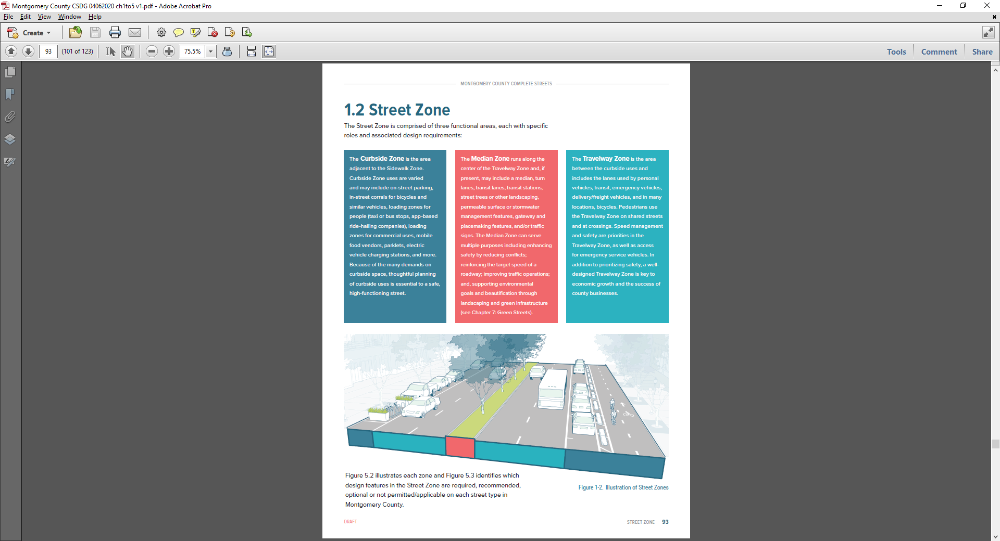 Montgomery County CSDG 04062020 ch1to5 v1.pdf - Adobe Acrobat Pro
File Edit View Window Help
Create
93 (101 of 123) 75.5% Tools Comment Share
MONTGOMERY COUNTY COMPLETE STREETS
1.2 Street Zone
The Street Zone is comprised of three functional areas, each with specific
roles and associated design requirements:
The Curbside Zone is the area
adjacent to the Sidewalk Zone.
Curbside Zone uses are varied
and may include on-street parking,
in-street corrals for bicycles and
similar vehicles, loading zones for
people (taxi or bus stops, app-based
ride-hailing companies), loading
zones for commercial uses, mobile
food vendors, parklets, electric
vehicle charging stations, and more.
Because of the many demands on
curbside space, thoughtful planning
of curbside uses is essential to a safe,
high-functioning street.
The Median Zone runs along the
center of the Travelway Zone and, if
present, may include a median, turn
lanes, transit lanes, transit stations,
street trees or other landscaping,
permeable surface or stormwater
management features, gateway and
placemaking features, and/or traffic
signs. The Median Zone can serve
multiple purposes including enhancing
safety by reducing conflicts;
reinforcing the target speed of a
roadway; improving traffic operations;
and, supporting environmental
goals and beautification through
landscaping and green infrastructure
(see Chapter 7: Green Streets).
The Travelway Zone is the area
between the curbside uses and
includes the lanes used by personal
vehicles, transit, emergency vehicles,
delivery/freight vehicles, and in many
locations, bicycles. Pedestrians use
the Travelway Zone on shared streets
and at crossings. Speed management
and safety are priorities in the
Travelway Zone, as well as access
for emergency service vehicles. In
addition to prioritizing safety, a well-
designed Travelway Zone is key to
economic growth and the success of
county businesses.
Figure 5.2 illustrates each zone and Figure 5.3 identifies which
design features in the Street Zone are required, recommended,
optional or not permitted/applicable on each street type in
Montgomery County.
Figure 1-2. Illustration of Street Zones
DRAFT
STREET ZONE 93